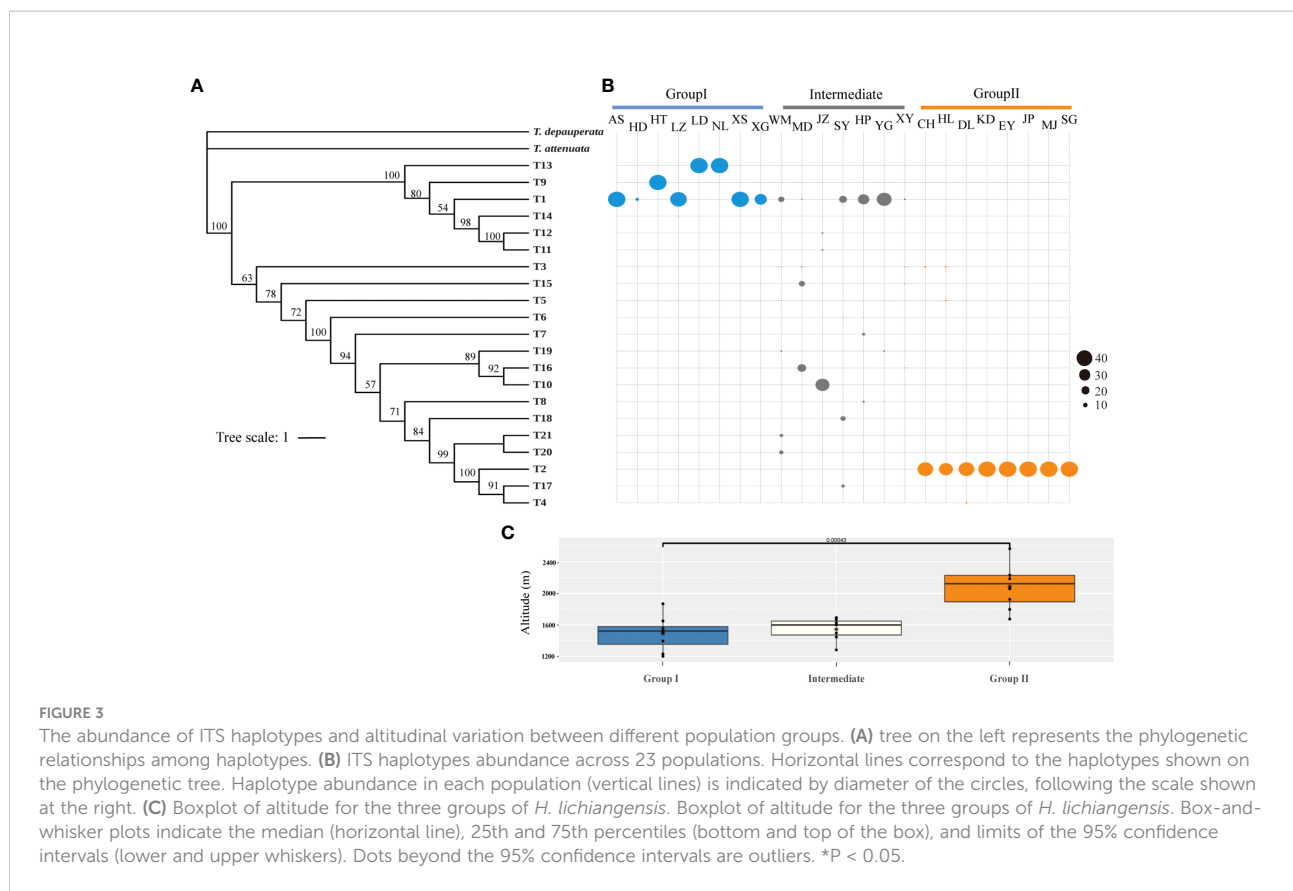 A
B
GroupI
Intermediate
GroupII
AS HD HT LZ LD NL XS XG WM MD JZ SY HP YG XY CH HL DL KD EY JP MJ SG
T. depauperata
T. attenuata
T13
100
T9
80
T1
54
T14
98
T12
100
T11
100
T3
63
T15
78
T5
72
T6
100
T7
94
T19
89
T16
92
T10
57
T8
71
T18
84
T21
99
T20
T2
100
T17
91
T4
Tree scale: 1
40
30
20
10
C
0.00043
Altitude (m)
2400
2000
1600
1200
Group I
Intermediate
Group II
FIGURE 3
The abundance of ITS haplotypes and altitudinal variation between different population groups. (A) tree on the left represents the phylogenetic
relationships among haplotypes. (B) ITS haplotypes abundance across 23 populations. Horizontal lines correspond to the haplotypes shown on
the phylogenetic tree. Haplotype abundance in each population (vertical lines) is indicated by diameter of the circles, following the scale shown
at the right. (C) Boxplot of altitude for the three groups of H. lichiangensis. Boxplot of altitude for the three groups of H. lichiangensis. Box-and-
whisker plots indicate the median (horizontal line), 25th and 75th percentiles (bottom and top of the box), and limits of the 95% confidence
intervals (lower and upper whiskers). Dots beyond the 95% confidence intervals are outliers. *P < 0.05.